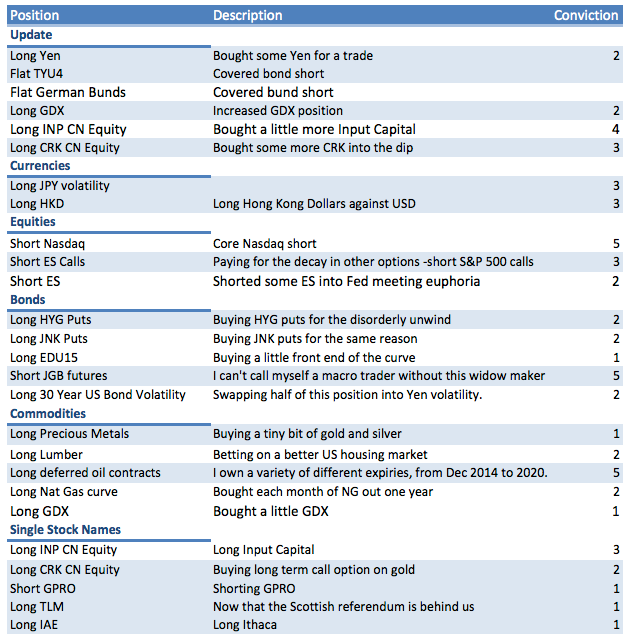 Position Description Conviction
Update
Long Yen Bought some Yen for a trade 2
Flat TYU4 Covered bond short
Flat German Bunds Covered bund short
Long GDX Increased GDX position 2
Long INP CN Equity Bought a little more Input Capital 4
Long CRK CN Equity Bought some more CRK into the dip 3
Currencies
Long JPY volatility 3
Long HKD Long Hong Kong Dollars against USD 3
Equities
Short Nasdaq Core Nasdaq short 5
Short ES Calls Paying for the decay in other options -short S&P 500 calls 3
Short ES Shorted some ES into Fed meeting euphoria 2
Bonds
Long HYG Puts Buying HYG puts for the disorderly unwind 2
Long JNK Puts Buying JNK puts for the same reason 2
Long EDU15 Buying a little front end of the curve 1
Short JGB futures I can't call myself a macro trader without this widow maker 5
Long 30 Year US Bond Volatility Swapping half of this position into Yen volatility. 2
Commodities
Long Precious Metals Buying a tiny bit of gold and silver 1
Long Lumber Betting on a better US housing market 2
Long deferred oil contracts I own a variety of different expiries, from Dec 2014 to 2020. 5
Long Nat Gas curve Bought each month of NG out one year 2
Long GDX Bought a little GDX 1
Single Stock Names
Long INP CN Equity Long Input Capital 3
Long CRK CN Equity Buying long term call option on gold 2
Short GPRO Shorting GPRO 1
Long TLM Now that the Scottish referendum is behind us 1
Long IAE Long Ithaca 1